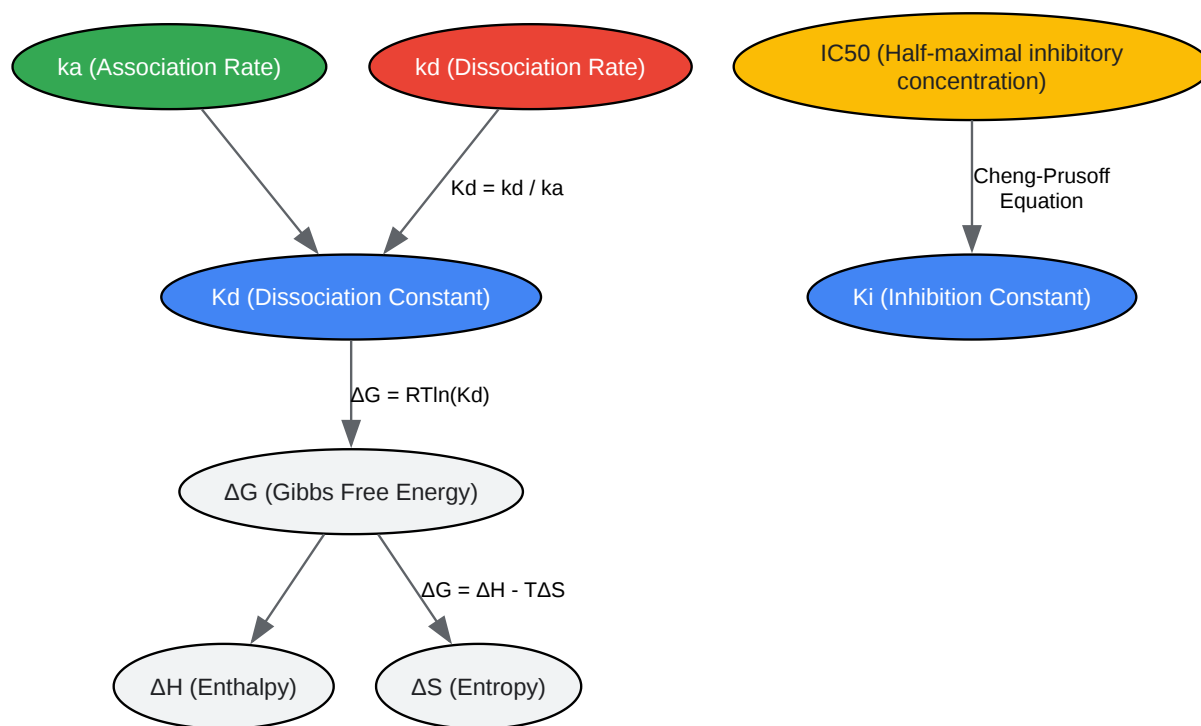 ka (Association Rate)
kd (Dissociation Rate)
IC50 (Half-maximal inhibitory
concentration)
Kd = kd / ka
Cheng-Prusoff
Equation
Kd (Dissociation Constant)
Ki (Inhibition Constant)
ΔG = RTln(Kd)
ΔG (Gibbs Free Energy)
ΔG = ΔH - TΔS
ΔH (Enthalpy)
ΔS (Entropy)